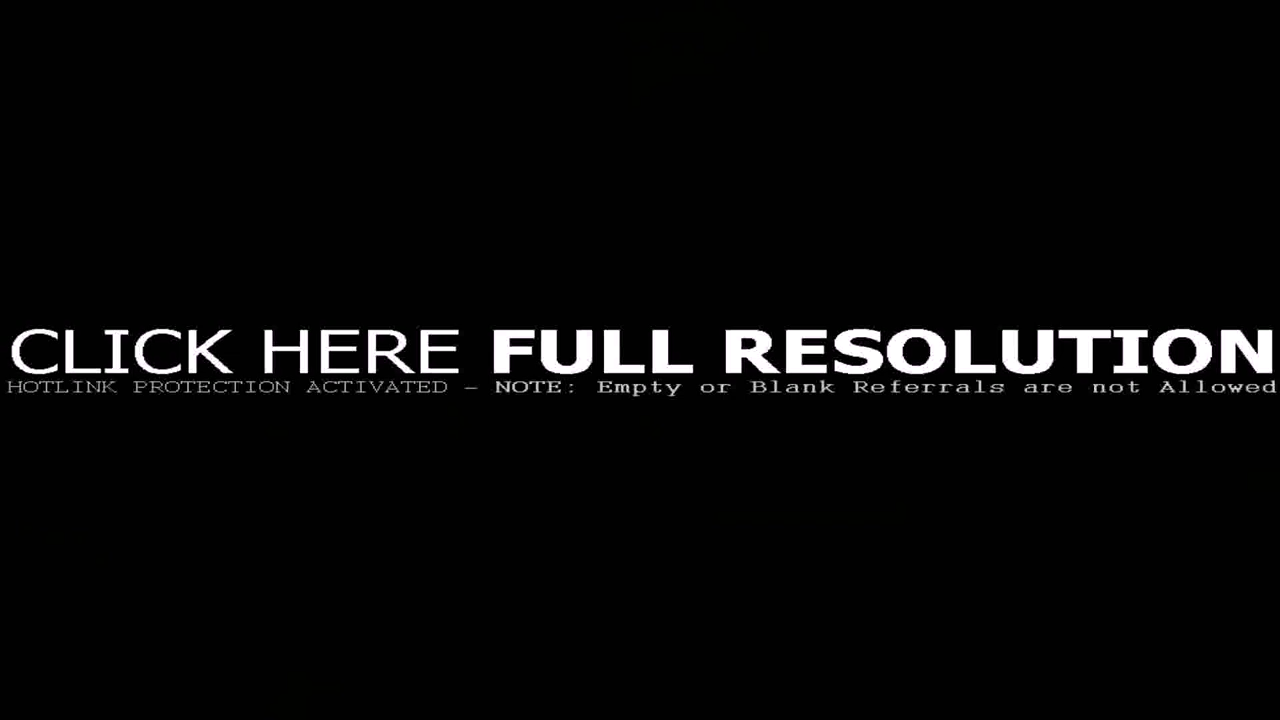 CLICK HERE FULL RESOLUTION
HOTLINK PROTECTION ACTIVATED - NOTE: Empty or Blank Referrals are not Allowed